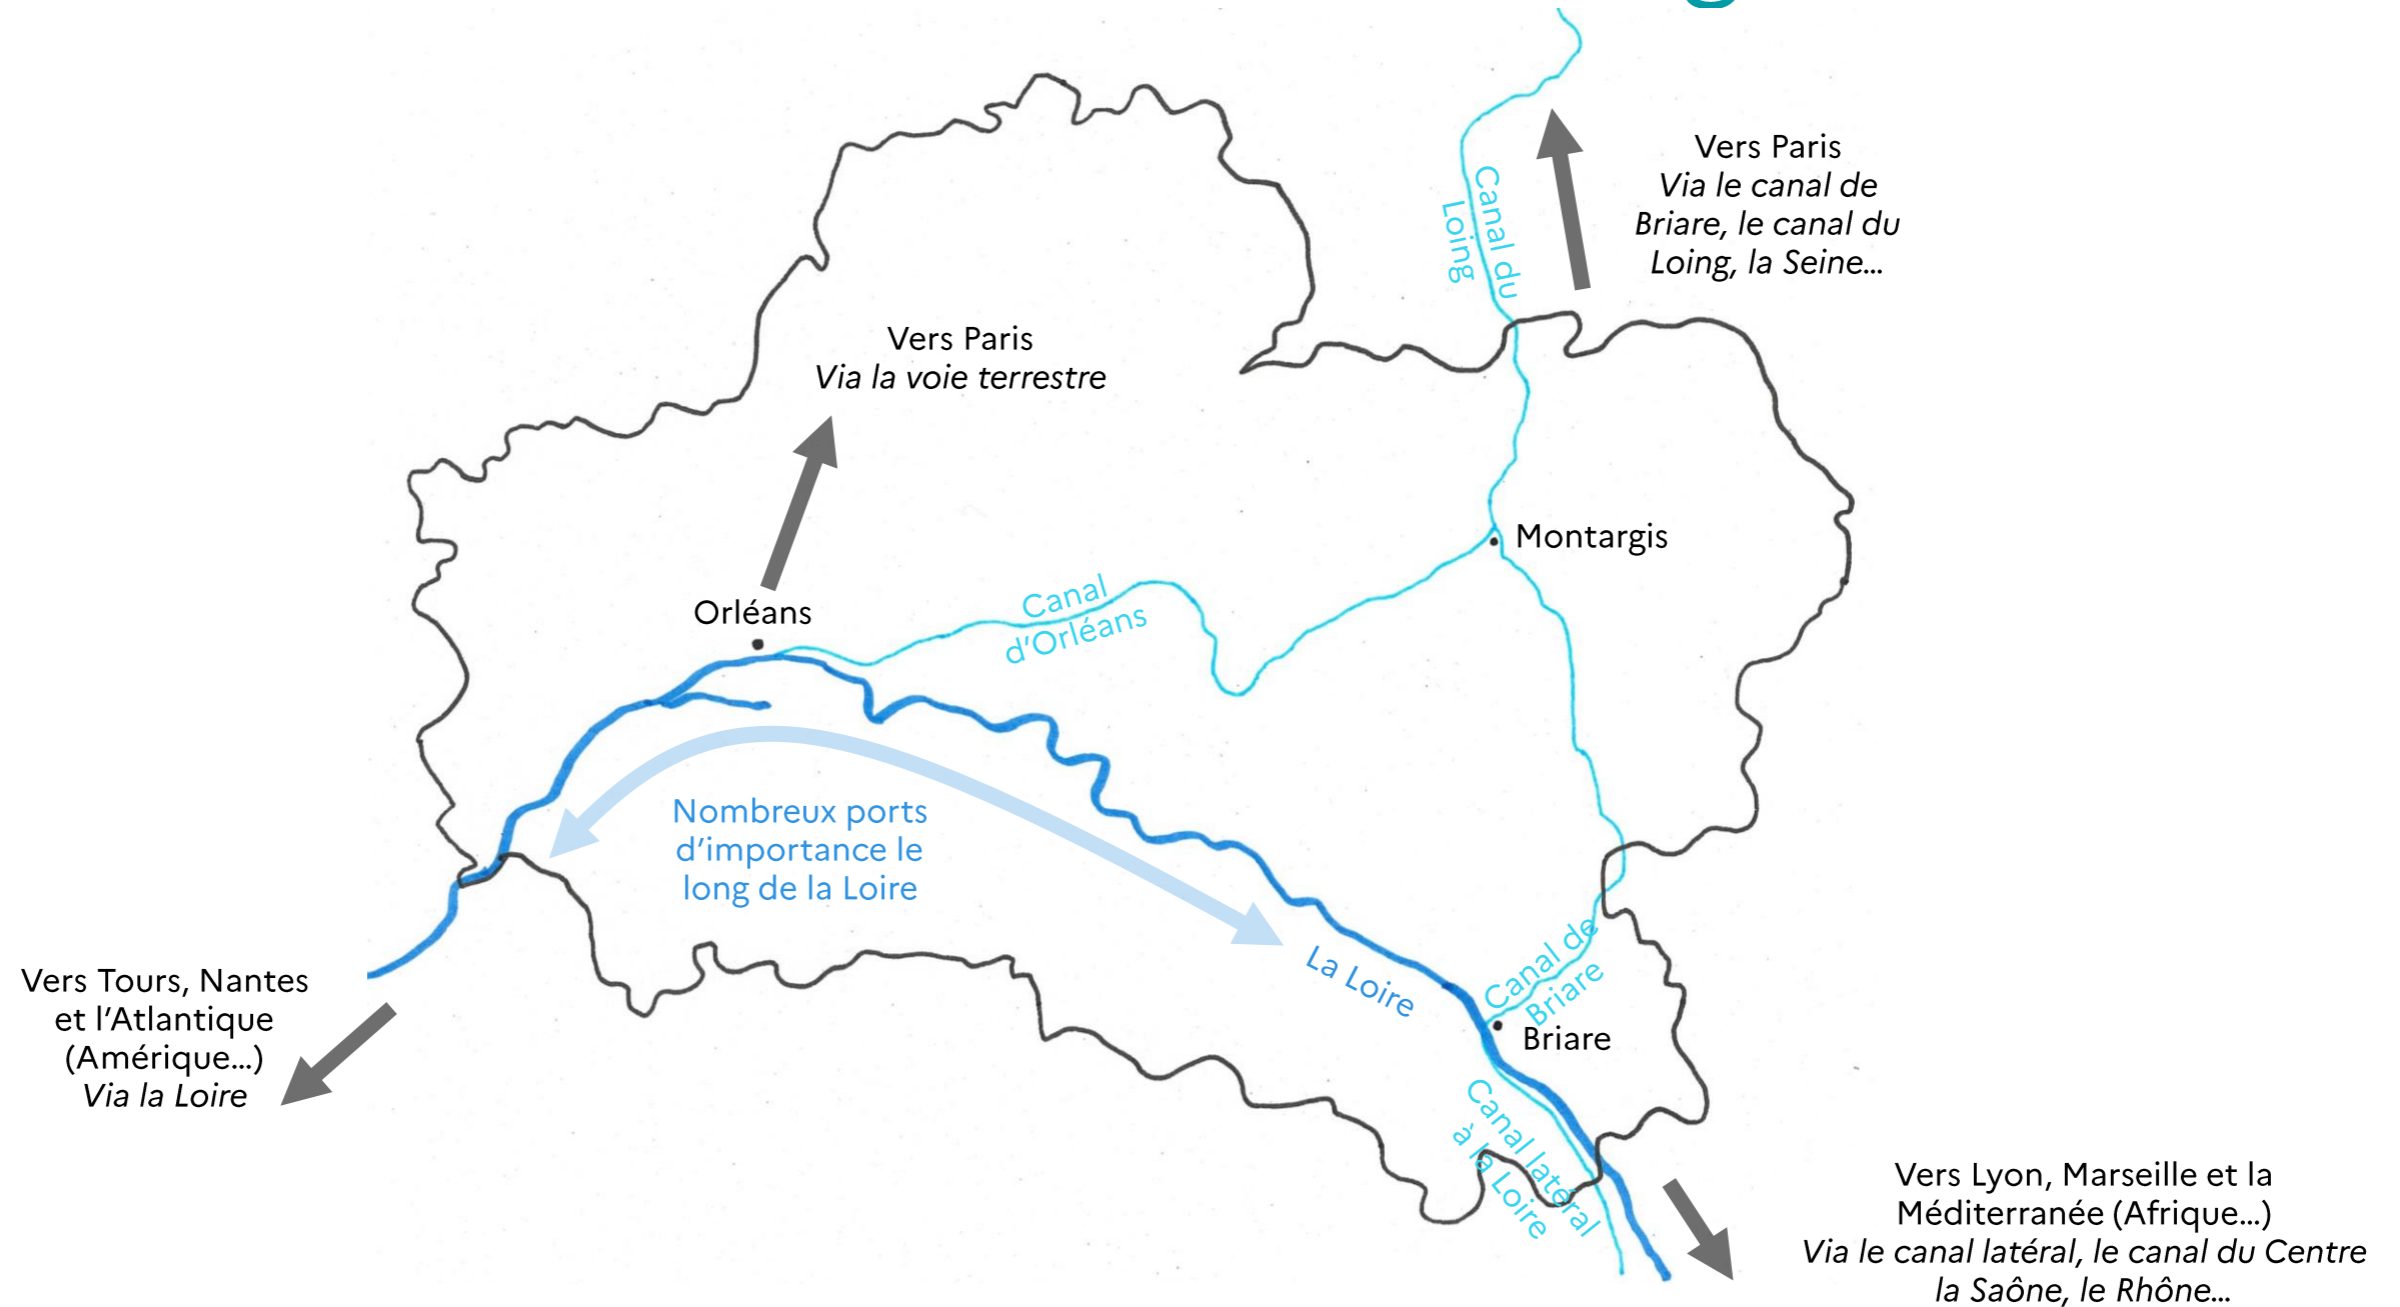 Vers Paris
Via le canal de
Briare, le canal du
Loing, la Seine...
Canal du
Loing
Vers Paris
Via la voie terrestre
Montargis
Orléans
Canal
d'Orléans
Nombreux ports
d'importance le
long de la Loire
La Loire
Canal de
Briare
Briare
Vers Tours, Nantes
et l'Atlantique
(Amérique...)
Via la Loire
Canal latéral
à la Loire
Vers Lyon, Marseille et la
Méditerranée (Afrique...)
Via le canal latéral, le canal du Centre
la Saône, le Rhône...